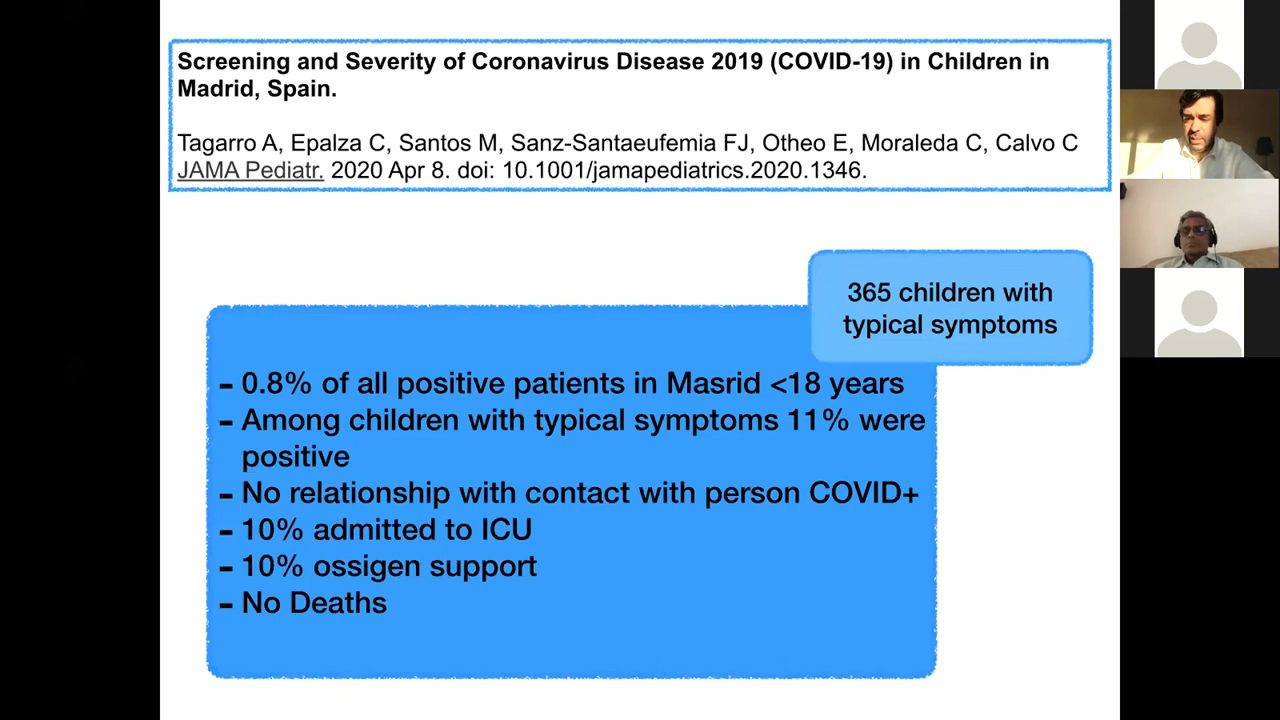 Screening and Severity of Coronavirus Disease 2019 (COVID-19) in Children in
Madrid, Spain.
Tagarro A, Epalza C, Santos M, Sanz-Santaeufemia FJ, Otheo E, Moraleda C, Calvo C
JAMA Pediatr. 2020 Apr 8. doi: 10.1001/jamapediatrics.2020.1346.
365 children with
typical symptoms
- 0.8% of all positive patients in Masrid <18 years
- Among children with typical symptoms 11% were
positive
- No relationship with contact with person COVID+
- 10% admitted to ICU
- 10% ossigen support
- No Deaths